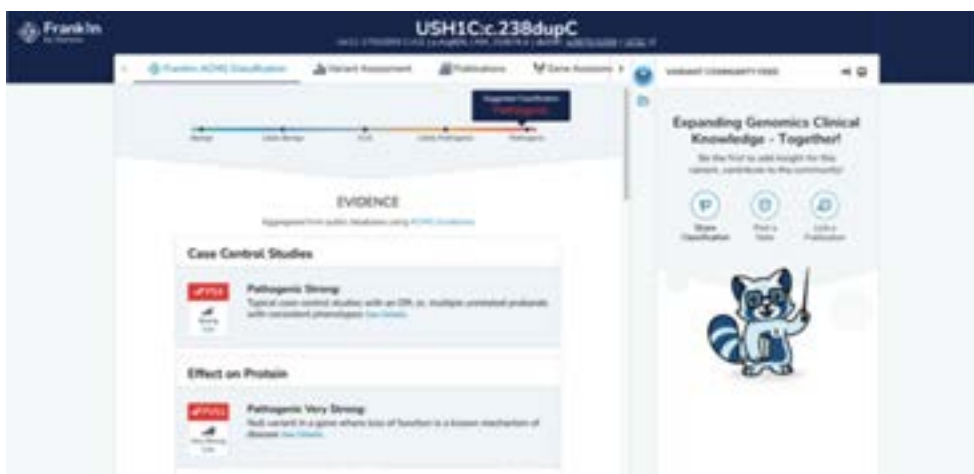 Franklin
USH1C:c.238dupC
Franklin ACMG Classification
Variant Assessment
Publications
Gene Assessment
VARIANT COMMUNITY FEED
Suggested Classification
Pathogenic
Benign
Likely Benign
VUS
Likely Pathogenic
Pathogenic
EVIDENCE
Aggregated from public databases using ACMG Guidelines
Case Control Studies
PS4
Strong
Pathogenic Strong
Typical case control studies with an OR, or, multiple unrelated probands
with consistent phenotypes See Details
Effect on Protein
PVS1
Very Strong
Pathogenic Very Strong
Null variant in a gene where loss of function is a known mechanism of
disease See Details
Expanding Genomics Clinical
Knowledge - Together!
Be the first to add insight for this
variant, contribute to the community!
Share
Classification
Post a
Note
Link a
Publication